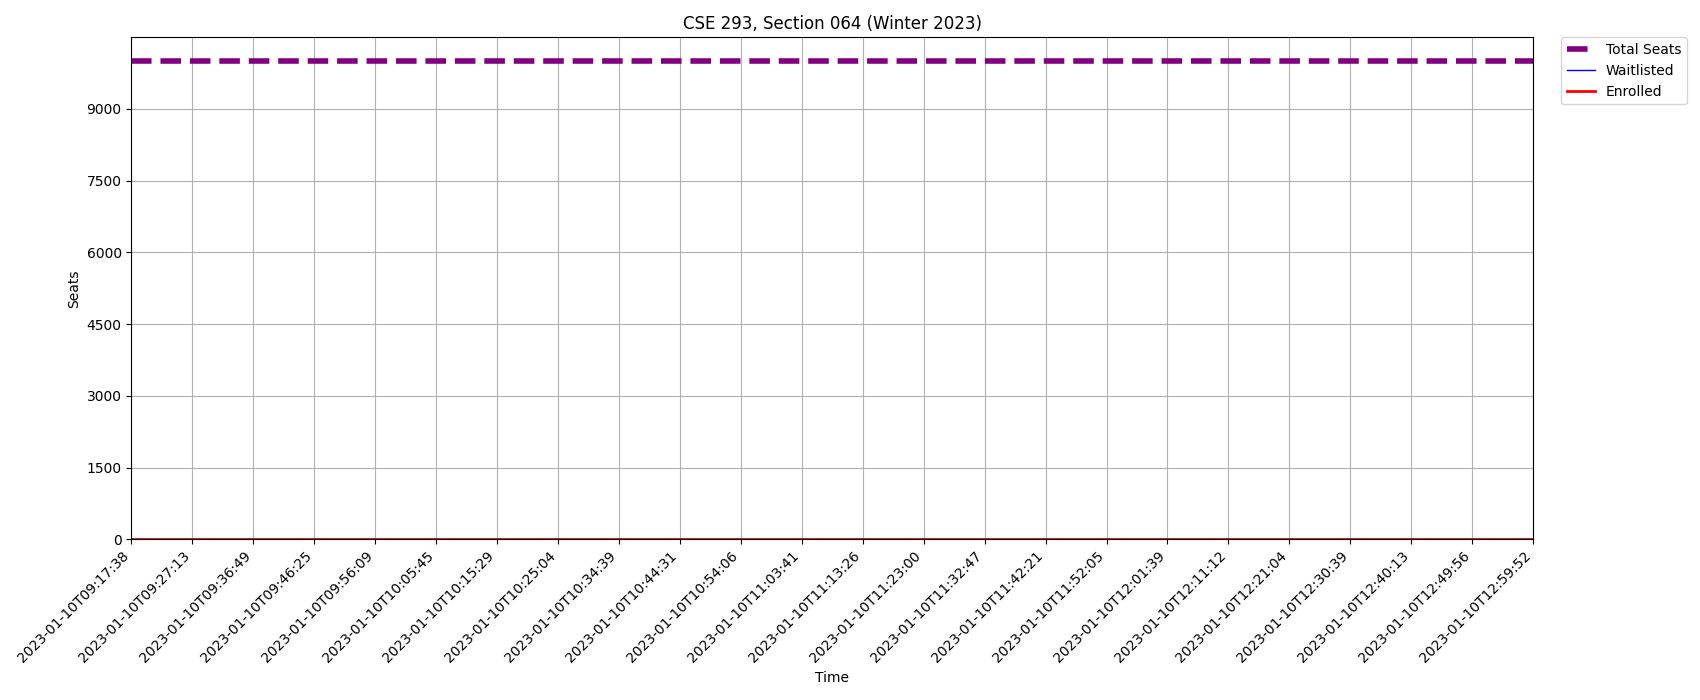 CSE 293, Section 064 (Winter 2023)
Total Seats
Waitlisted
Enrolled
Seats
9000
7500
6000
4500
3000
1500
0
2023-01-10T09:17:38
2023-01-10T09:27:13
2023-01-10T09:36:49
2023-01-10T09:46:25
2023-01-10T09:56:09
2023-01-10T10:05:45
2023-01-10T10:15:29
2023-01-10T10:25:04
2023-01-10T10:34:39
2023-01-10T10:44:31
2023-01-10T10:54:06
2023-01-10T11:03:41
2023-01-10T11:13:26
2023-01-10T11:23:00
2023-01-10T11:32:47
2023-01-10T11:42:21
2023-01-10T11:52:05
2023-01-10T12:01:39
2023-01-10T12:11:12
2023-01-10T12:21:04
2023-01-10T12:30:39
2023-01-10T12:40:13
2023-01-10T12:49:56
2023-01-10T12:59:52
Time